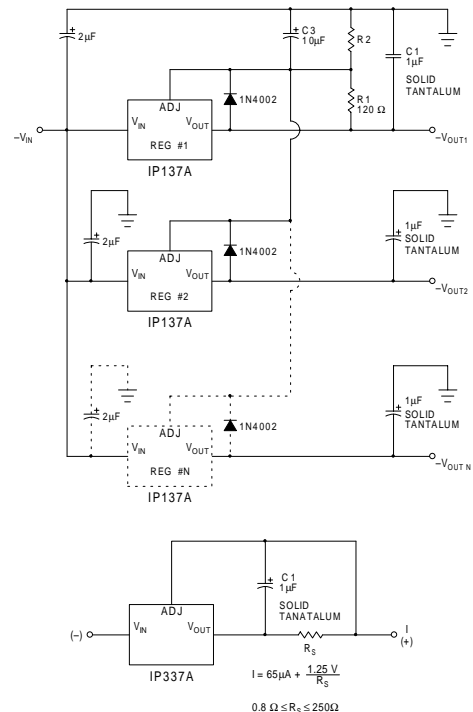 2µF
C3
10µF
R2
C1
1µF
SOLID
TANTALUM
ADJ
1N4002
R1
120 Ω
–VIN
VIN
VOUT
REG #1
–VOUT1
IP137A
2µF
1µF
SOLID
TANTALUM
ADJ
1N4002
VIN
VOUT
REG #2
–VOUT2
IP137A
2µF
1µF
SOLID
TANTALUM
ADJ
1N4002
VIN
VOUT
REG #N
–VOUT N
IP137A
C1
1µF
SOLID
TANATALUM
ADJ
(–)
VIN
VOUT
I
(+)
RS
IP337A
I = 65µA + 1.25 V / RS
0.8 Ω ≤ RS ≤ 250Ω